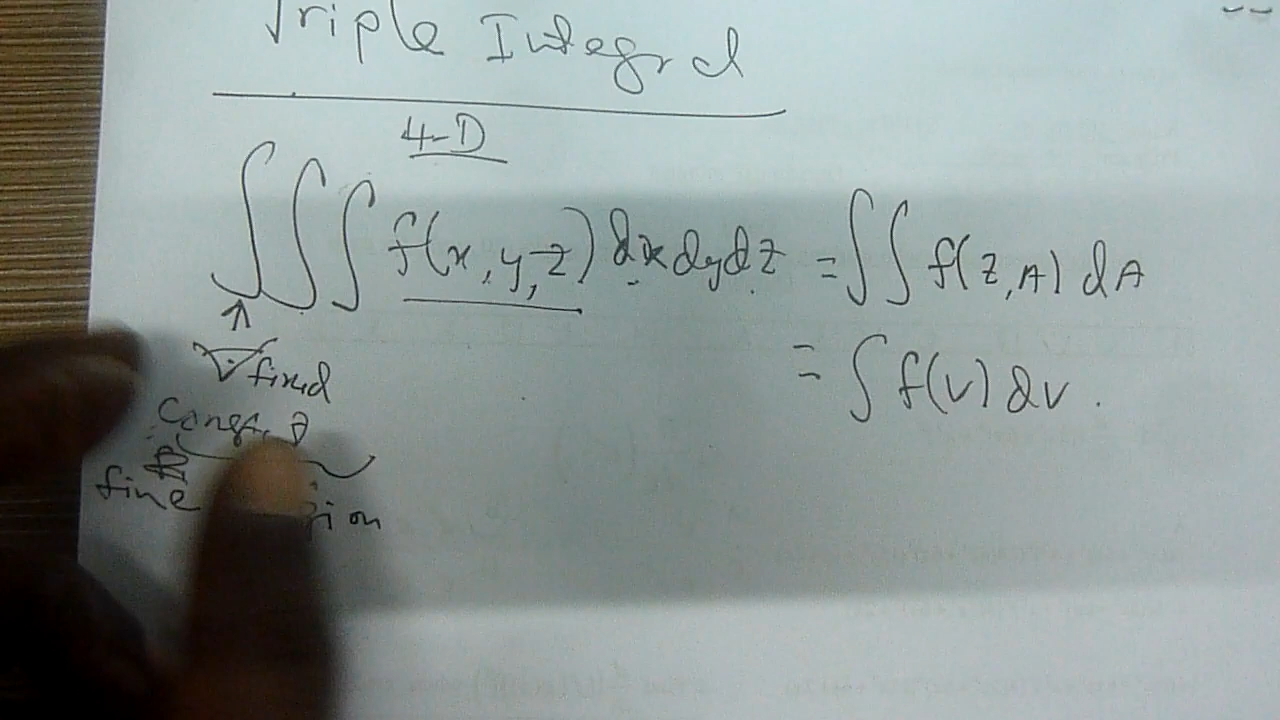 Triple Integral
4-D
∫∫∫ f(x, y, z) dx dy dz = ∫∫ f(z, A) dA
fixed
= ∫ f(v) dv .
fine